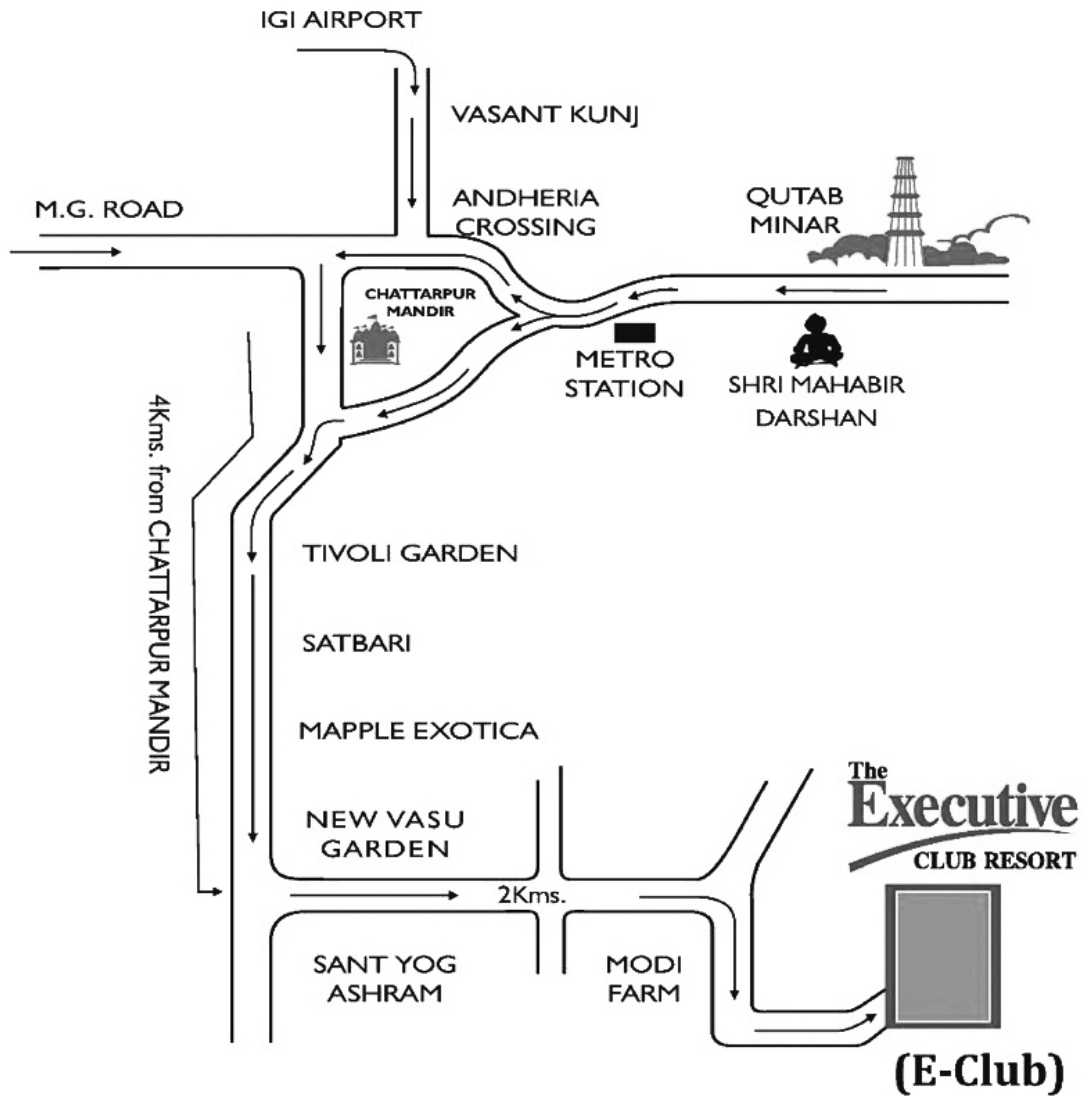 IGI AIRPORT
VASANT KUNJ
M.G. ROAD
ANDHERIA
CROSSING
QUTAB
MINAR
CHATTARPUR
MANDIR
METRO
STATION
SHRI MAHABIR
DARSHAN
4Kms. from CHATTARPUR MANDIR
TIVOLI GARDEN
SATBARI
MAPPLE EXOTICA
NEW VASU
GARDEN
The
Executive
CLUB RESORT
2Kms.
SANT YOG
ASHRAM
MODI
FARM
(E-Club)